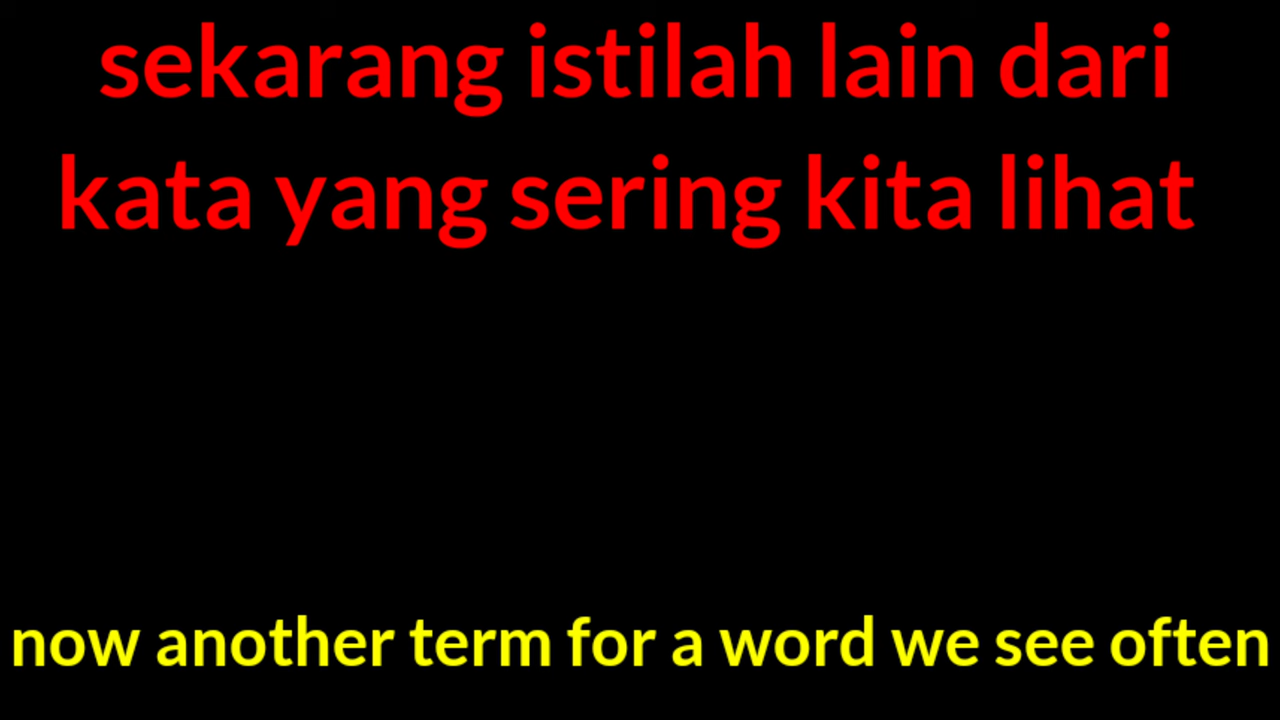 sekarang istilah lain dari
kata yang sering kita lihat
now another term for a word we see often